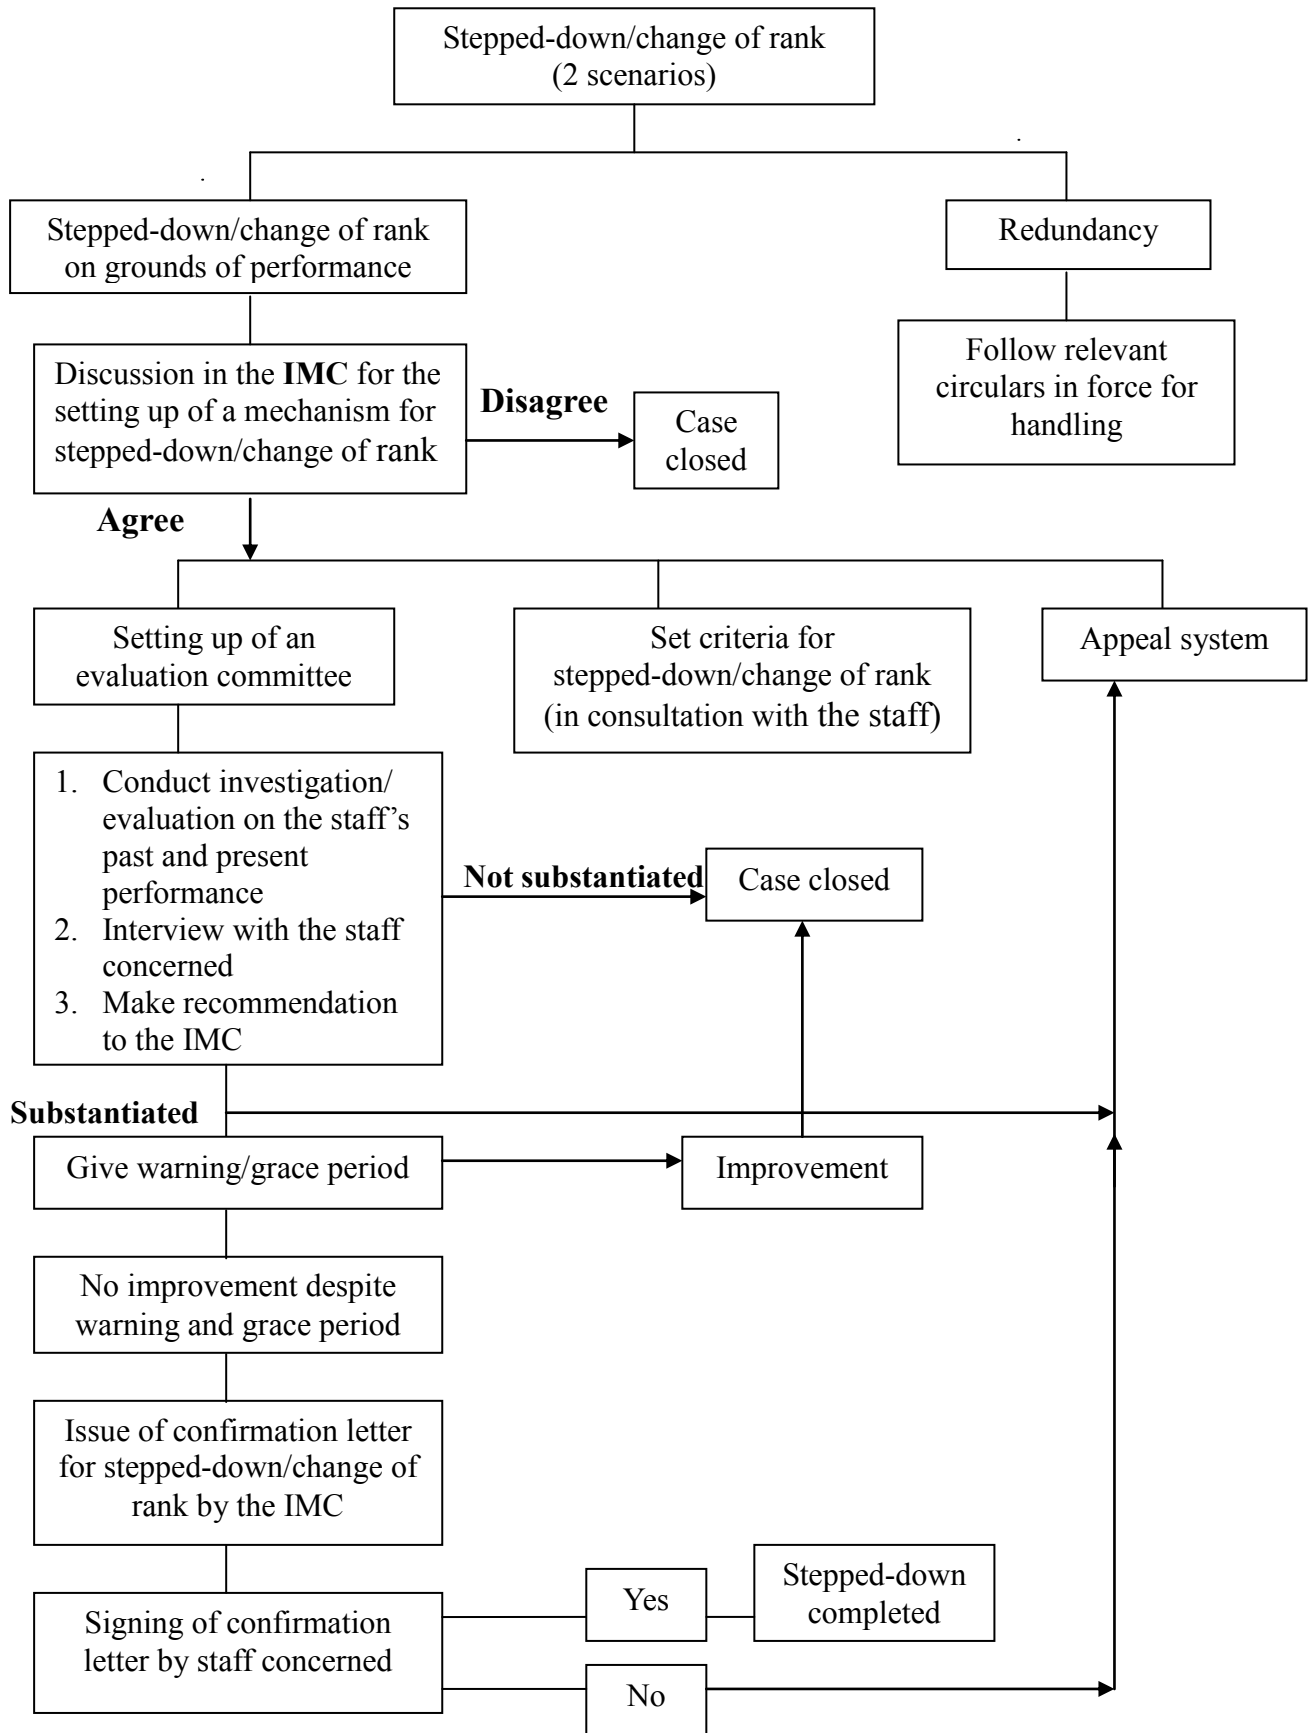 Stepped-down/change of rank
(2 scenarios)
Stepped-down/change of rank
on grounds of performance
Redundancy
Discussion in the IMC for the
setting up of a mechanism for
stepped-down/change of rank
Disagree
Case
closed
Follow relevant
circulars in force for
handling
Agree
Setting up of an
evaluation committee
Set criteria for
stepped-down/change of rank
(in consultation with the staff)
Appeal system
1. Conduct investigation/
evaluation on the staff’s
past and present
performance
2. Interview with the staff
concerned
3. Make recommendation
to the IMC
Not substantiated
Case closed
Substantiated
Give warning/grace period
Improvement
No improvement despite
warning and grace period
Issue of confirmation letter
for stepped-down/change of
rank by the IMC
Signing of confirmation
letter by staff concerned
Yes
Stepped-down
completed
No